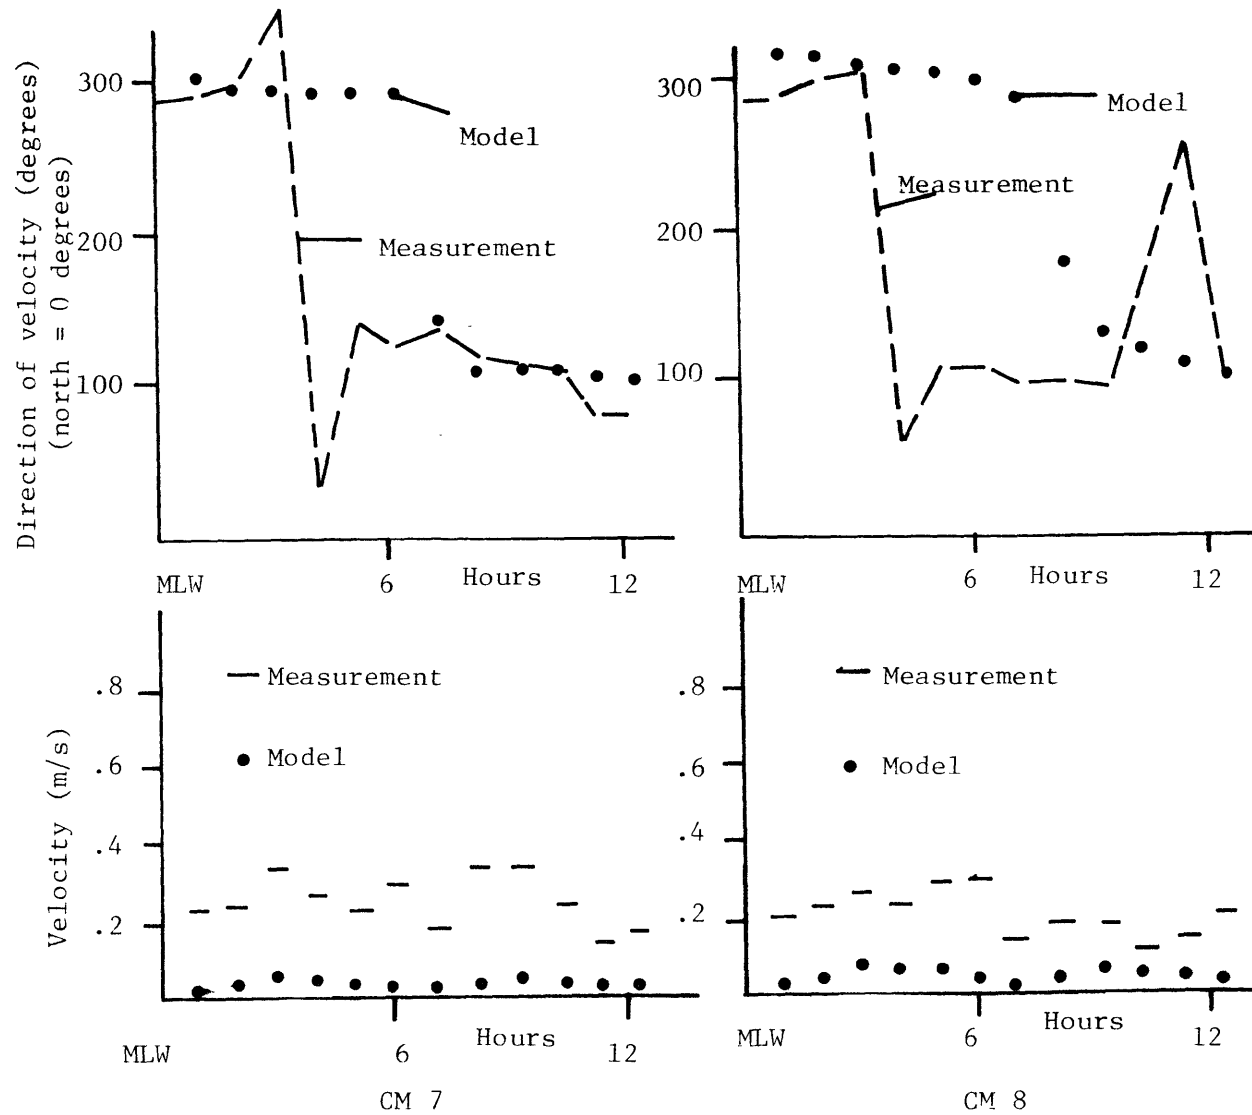 Direction of velocity (degrees)
(north = 0 degrees)
300
200
100
Model
Measurement
MLW
6
Hours
12
300
200
100
Model
Measurement
MLW
6
Hours
12
Velocity (m/s)
.8
.6
.4
.2
Measurement
Model
MLW
6
Hours
12
CM 7
.8
.6
.4
.2
Measurement
Model
MLW
6
Hours
12
CM 8